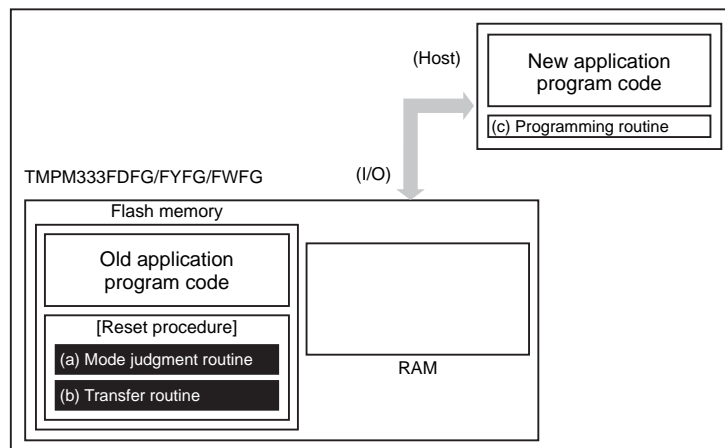 (Host)
New application
program code
(c) Programming routine
(I/O)
TMPM333FDFG/FYFG/FWFG
Flash memory
Old application
program code
[Reset procedure]
(a) Mode judgment routine
(b) Transfer routine
RAM